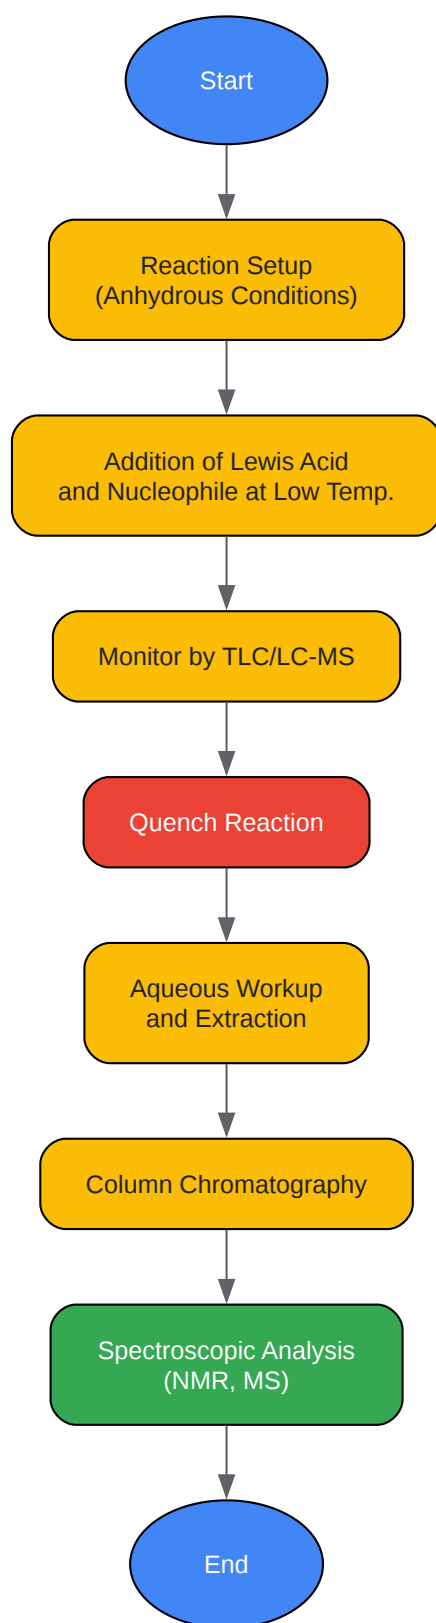 Start
Reaction Setup
(Anhydrous Conditions)
Addition of Lewis Acid
and Nucleophile at Low Temp.
Monitor by TLC/LC-MS
Quench Reaction
Aqueous Workup
and Extraction
Column Chromatography
Spectroscopic Analysis
(NMR, MS)
End